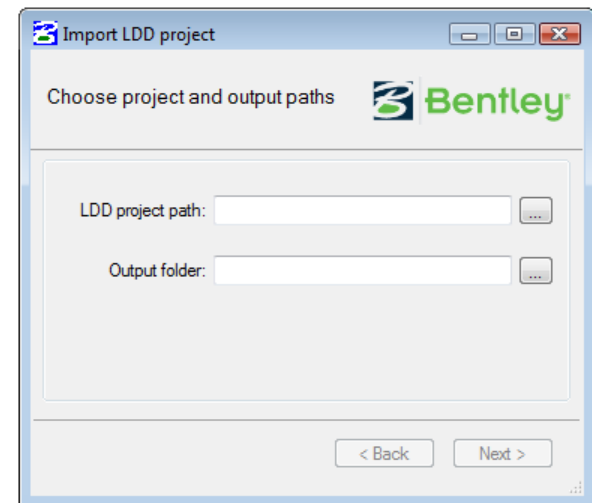 Import LDD project
Choose project and output paths
Bentley®
LDD project path:
...
Output folder:
...
< Back
Next >